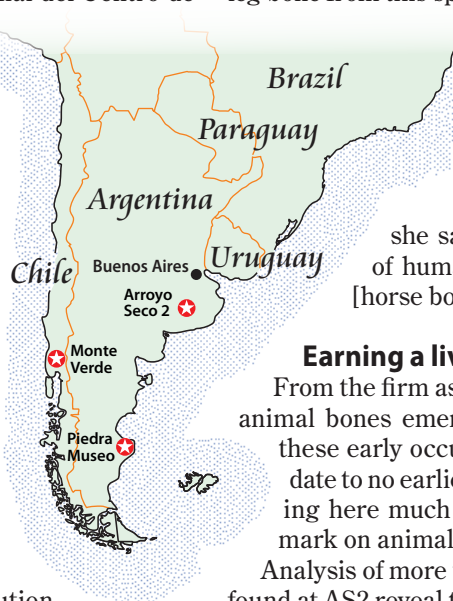 Brazil
Paraguay
Argentina
Uruguay
Chile
Buenos Aires
Arroyo
Seco 2
Monte
Verde
Piedra
Museo
she sa
of hum
[horse bo
Earning a liv
From the firm as
animal bones emer
these early occu
date to no earlie
ing here much
mark on animal
Analysis of more
found at AS2 reveal t
ution